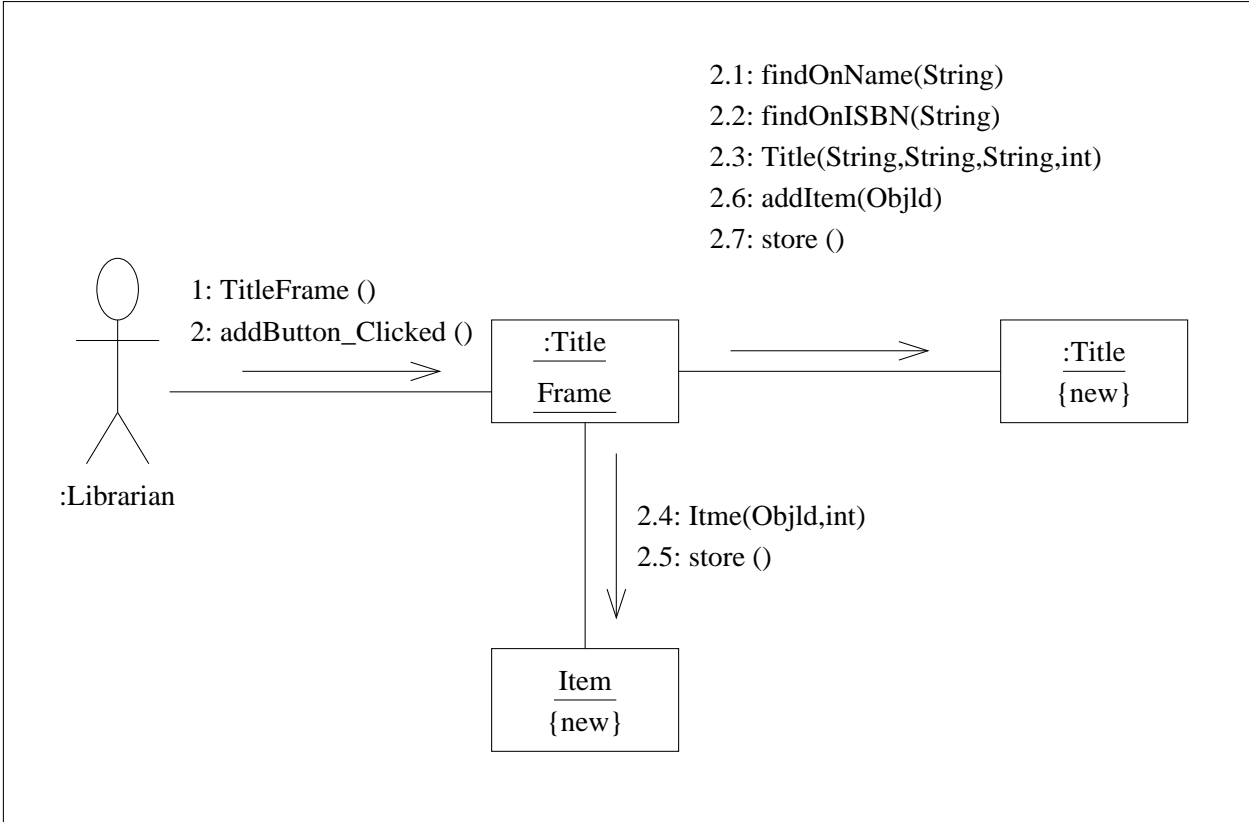 2.1: findOnName(String)
2.2: findOnISBN(String)
2.3: Title(String,String,String,int)
2.6: addItem(Objld)
2.7: store ()
1: TitleFrame ()
2: addButton_Clicked ()
:Title
Frame
:Title
{new}
:Librarian
2.4: Itme(Objld,int)
2.5: store ()
Item
{new}